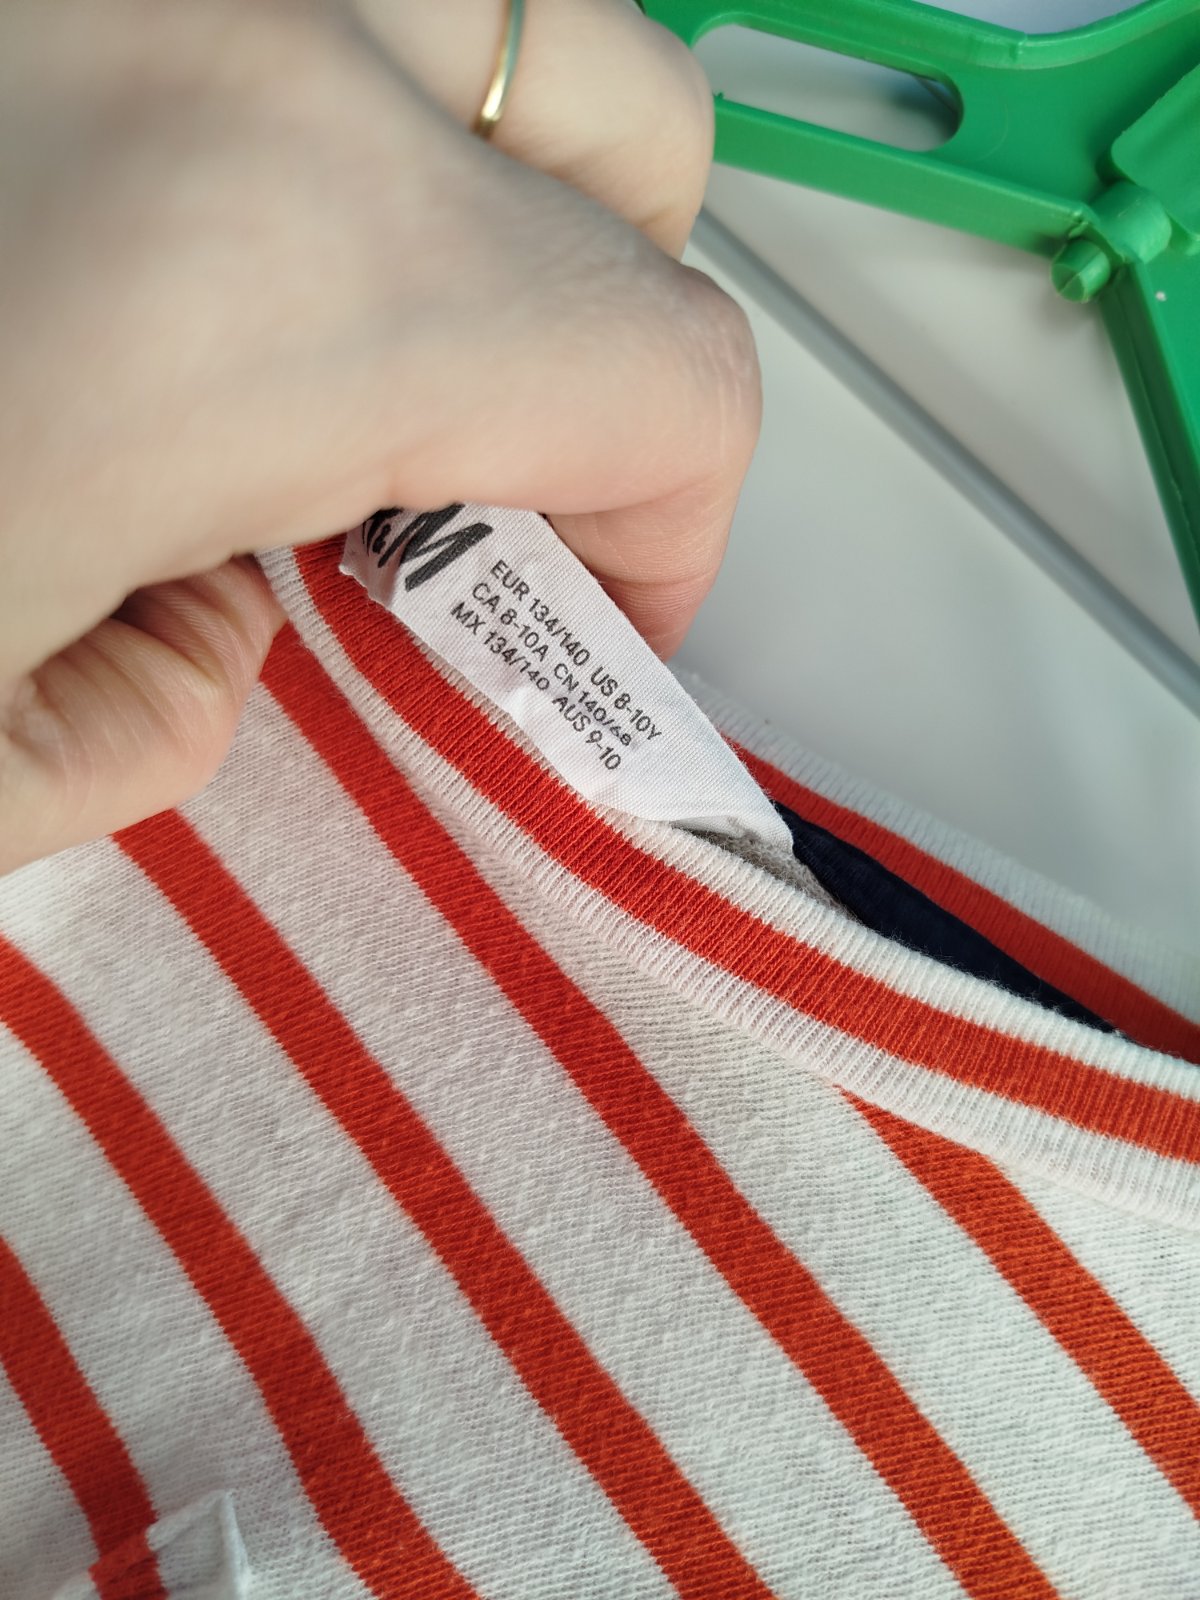 &M
EUR 134/140 US 8-10Y
CA 8-10A CN 140/68
MX 134/140 AUS 9-10